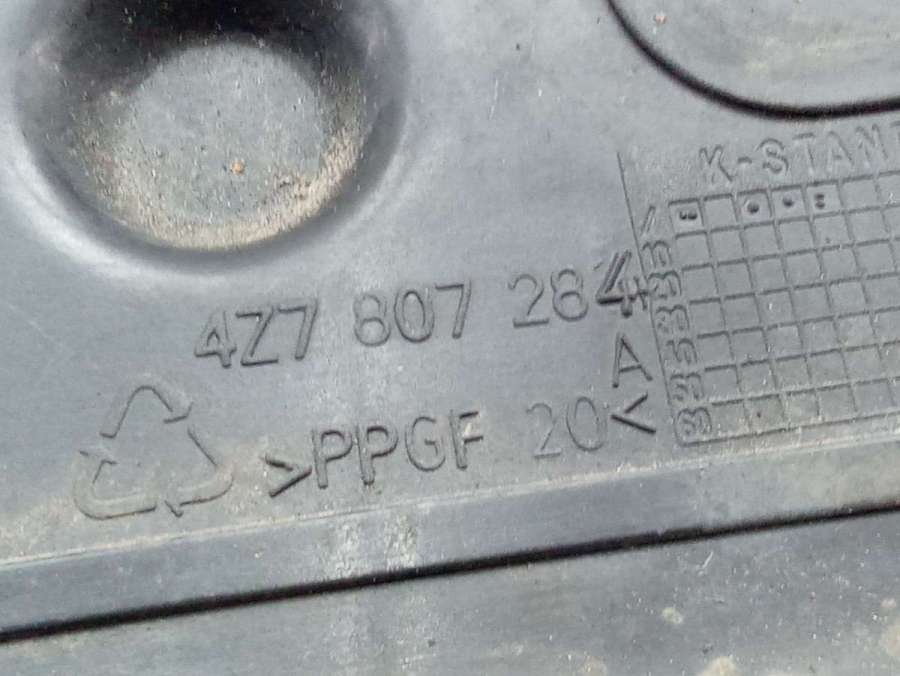 K-STAN
4Z7 807 284
A
>PPGF 20<